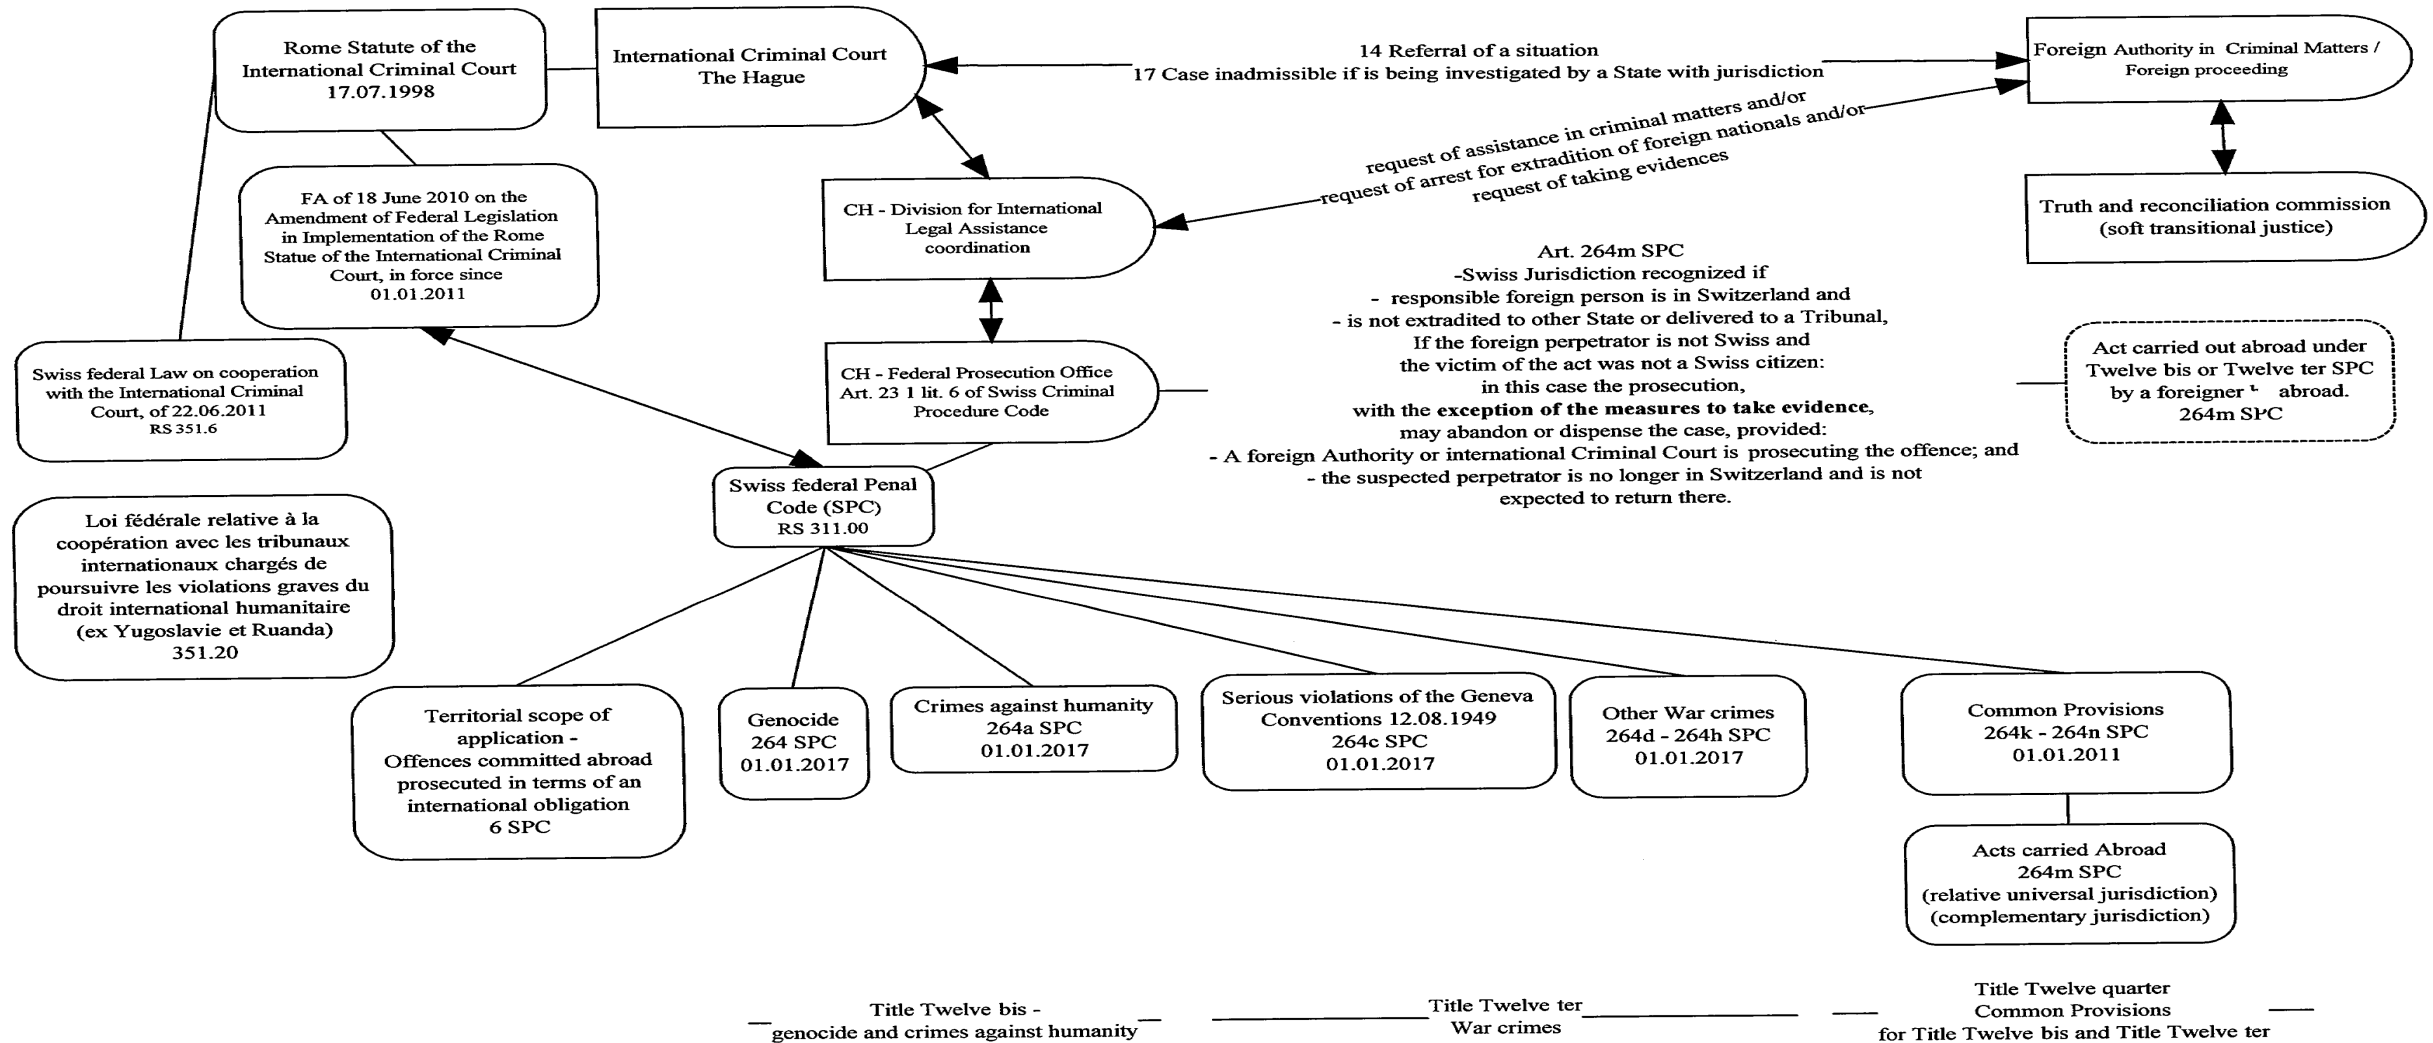 Rome Statute of the
International Criminal Court
17.07.1998
International Criminal Court
The Hague
14 Referral of a situation
17 Case inadmissible if is being investigated by a State with jurisdiction
Foreign Authority in Criminal Matters /
Foreign proceeding
request of assistance in criminal matters and/or
request of arrest for extradition of foreign nationals and/or
request of taking evidences
FA of 18 June 2010 on the
Amendment of Federal Legislation
in Implementation of the Rome
Statue of the International Criminal
Court, in force since
01.01.2011
CH - Division for International
Legal Assistance
coordination
Truth and reconciliation commission
(soft transitional justice)
Art. 264m SPC
-Swiss Jurisdiction recognized if
- responsible foreign person is in Switzerland and
- is not extradited to other State or delivered to a Tribunal,
If the foreign perpetrator is not Swiss and
the victim of the act was not a Swiss citizen:
in this case the prosecution,
with the exception of the measures to take evidence,
may abandon or dispense the case, provided:
- A foreign Authority or international Criminal Court is prosecuting the offence; and
- the suspected perpetrator is no longer in Switzerland and is not
expected to return there.
Swiss federal Law on cooperation
with the International Criminal
Court, of 22.06.2011
RS 351.6
CH - Federal Prosecution Office
Art. 23 1 lit. 6 of Swiss Criminal
Procedure Code
Act carried out abroad under
Twelve bis or Twelve ter SPC
by a foreigner abroad.
264m SPC
Swiss federal Penal
Code (SPC)
RS 311.00
Loi fédérale relative à la
coopération avec les tribunaux
internationaux chargés de
poursuivre les violations graves du
droit international humanitaire
(ex Yugoslavie et Ruanda)
351.20
Territorial scope of
application -
Offences committed abroad
prosecuted in terms of an
international obligation
6 SPC
Genocide
264 SPC
01.01.2017
Crimes against humanity
264a SPC
01.01.2017
Serious violations of the Geneva
Conventions 12.08.1949
264c SPC
01.01.2017
Other War crimes
264d - 264h SPC
01.01.2017
Common Provisions
264k - 264n SPC
01.01.2011
Acts carried Abroad
264m SPC
(relative universal jurisdiction)
(complementary jurisdiction)
Title Twelve bis -
genocide and crimes against humanity
Title Twelve ter
War crimes
Title Twelve quarter
Common Provisions
for Title Twelve bis and Title Twelve ter